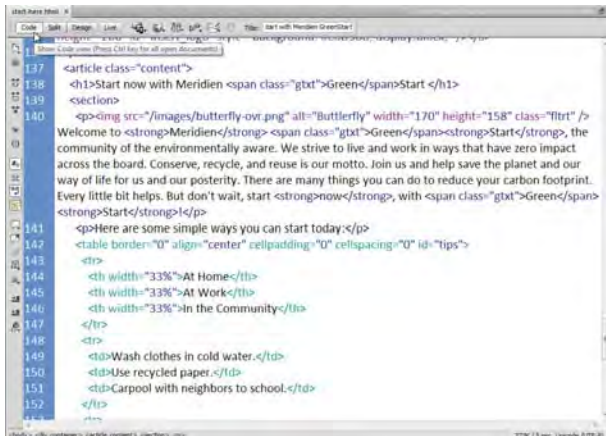 start-here.html ×
Code Split Design Live Title: tart with Meridien GreenStart
Show Code view (Press Ctrl key for all open documents)
137 <article class="content">
138 <h1>Start now with Meridien <span class="gtxt">Green</span>Start </h1>
139 <section>
140 <p><img src="/images/butterfly-ovr.png" alt="Buttlerfly" width="170" height="158" class="fltrt" />
Welcome to <strong>Meridien</strong> <span class="gtxt">Green</span><strong>Start</strong>, the
community of the environmentally aware. We strive to live and work in ways that have zero impact
across the board. Conserve, recycle, and reuse is our motto. Join us and help save the planet and our
way of life for us and our posterity. There are many things you can do to reduce your carbon footprint.
Every little bit helps. But don't wait, start <strong>now</strong>, with <span class="gtxt">Green</span>
<strong>Start</strong>!</p>
141 <p>Here are some simple ways you can start today:</p>
142 <table border="0" align="center" cellpadding="0" cellspacing="0" id="tips">
143 <tr>
144 <th width="33%">At Home</th>
145 <th width="33%">At Work</th>
146 <th width="33%">In the Community</th>
147 </tr>
148 <tr>
149 <td>Wash clothes in cold water.</td>
150 <td>Use recycled paper.</td>
151 <td>Carpool with neighbors to school.</td>
152 </tr>